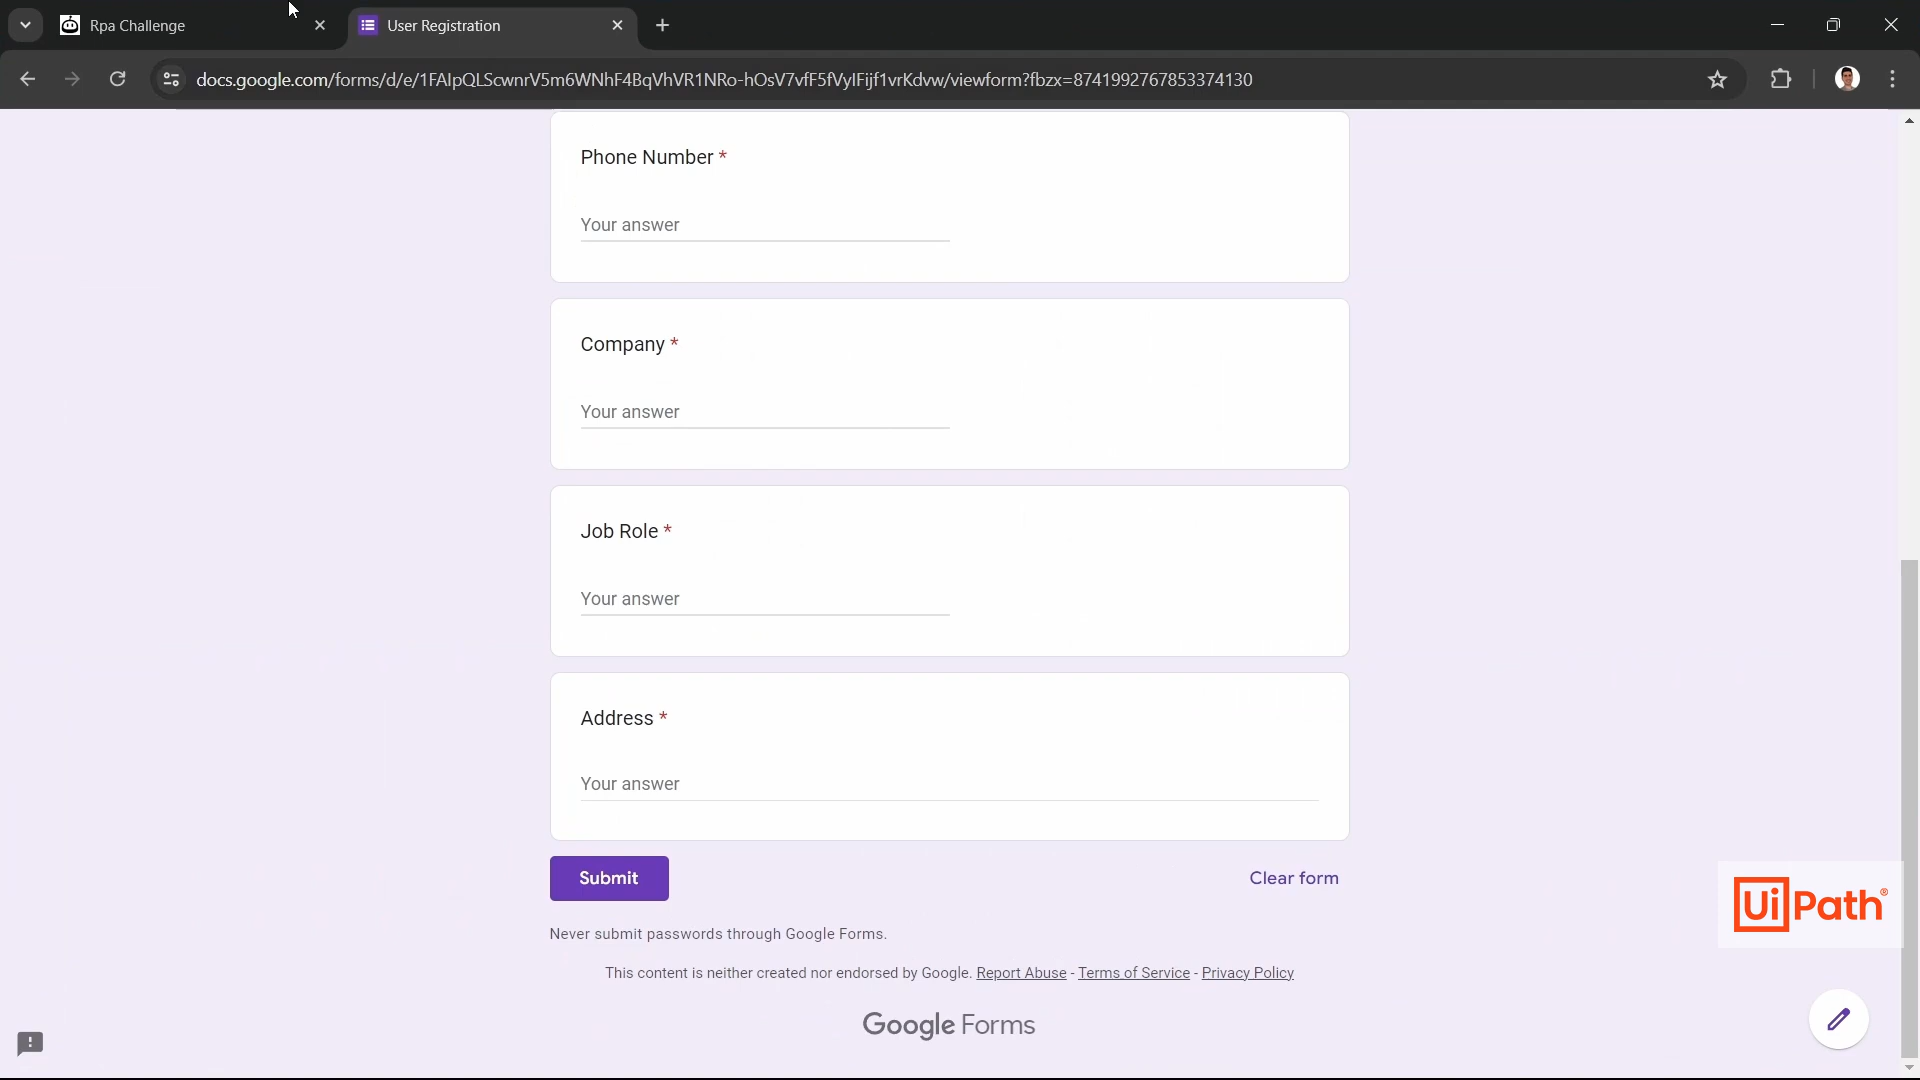 Rpa Challenge
User Registration
docs.google.com/forms/d/e/1FAIpQLScwnrV5m6WNhF4BqVhVR1NRo-hOsV7vfF5fVyIFijf1vrKdvw/viewform?fbzx=8741992767853374130
Phone Number *
Your answer
Company *
Your answer
Job Role *
Your answer
Address *
Your answer
Submit
Clear form
UiPath®
Never submit passwords through Google Forms.
This content is neither created nor endorsed by Google. Report Abuse - Terms of Service - Privacy Policy
Google Forms